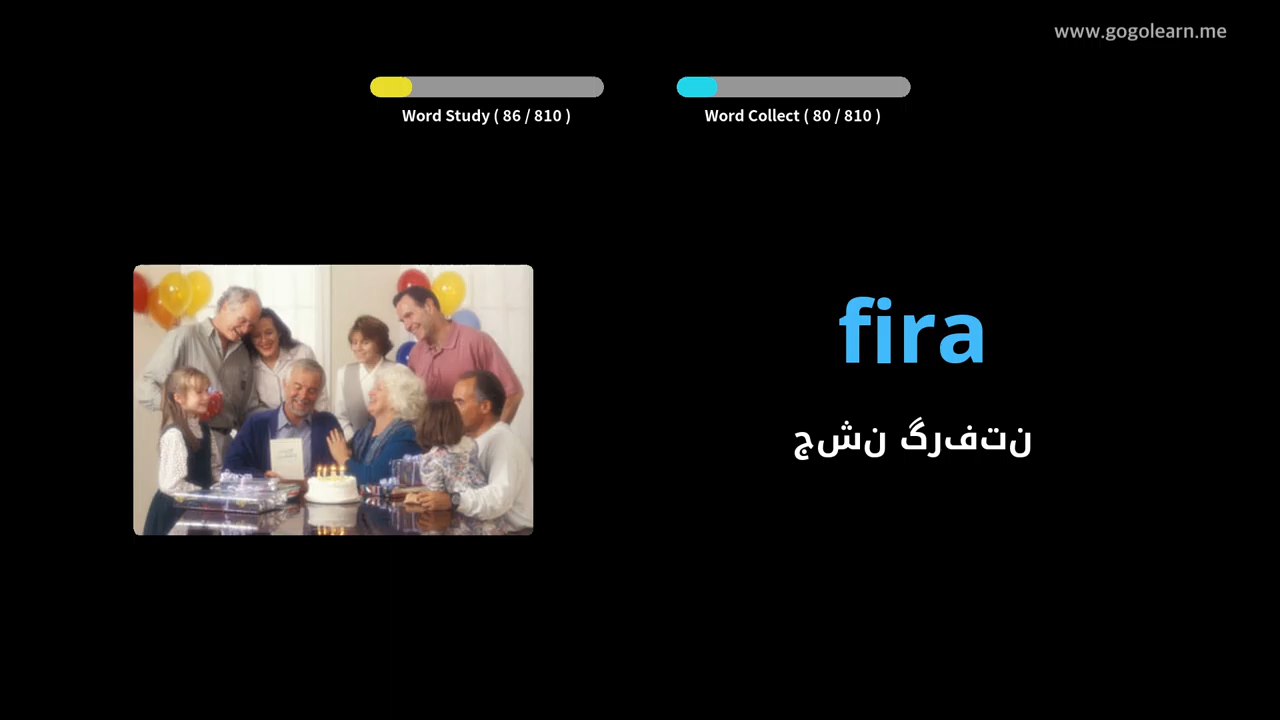 www.gogolearn.me
Word Study ( 86 / 810 )
Word Collect ( 80 / 810 )
fira
نتفرگ نشج